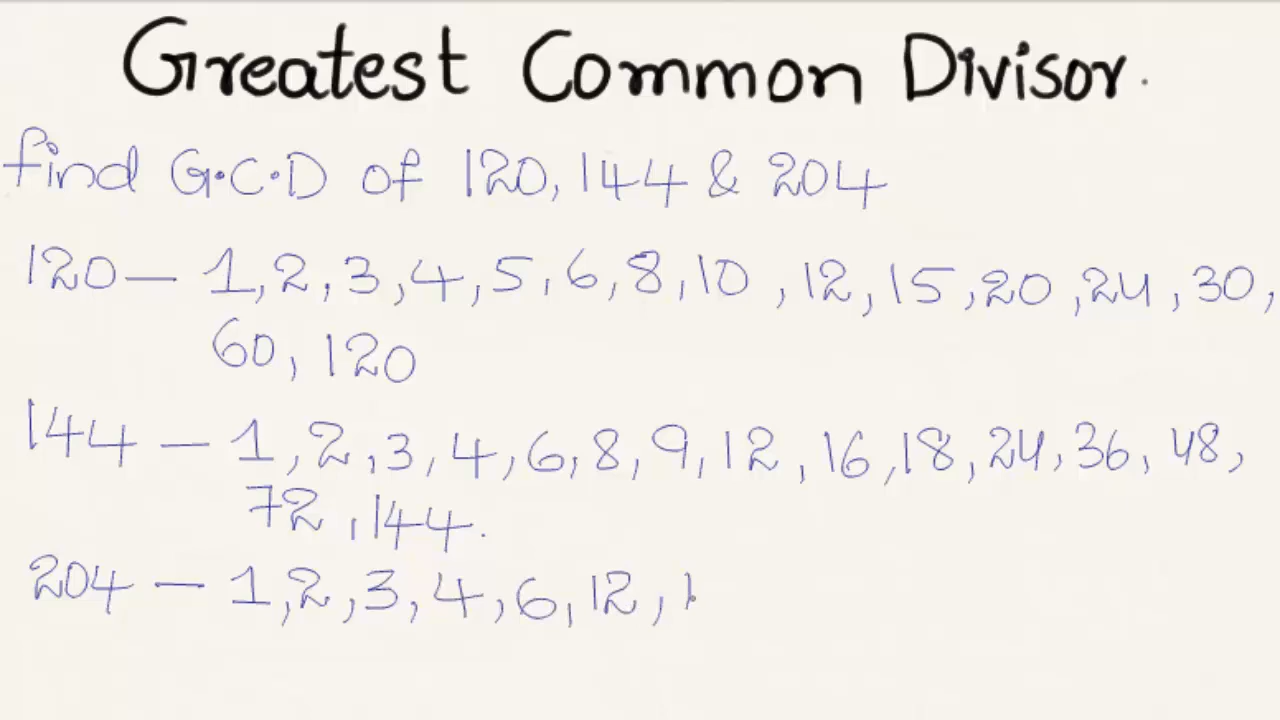 Greatest Common Divisor.
find G.C.D of 120, 144 & 204
120 — 1, 2, 3, 4, 5, 6, 8, 10, 12, 15, 20, 24, 30,
60, 120
144 — 1, 2, 3, 4, 6, 8, 9, 12, 16, 18, 24, 36, 48,
72, 144.
204 — 1, 2, 3, 4, 6, 12, 1